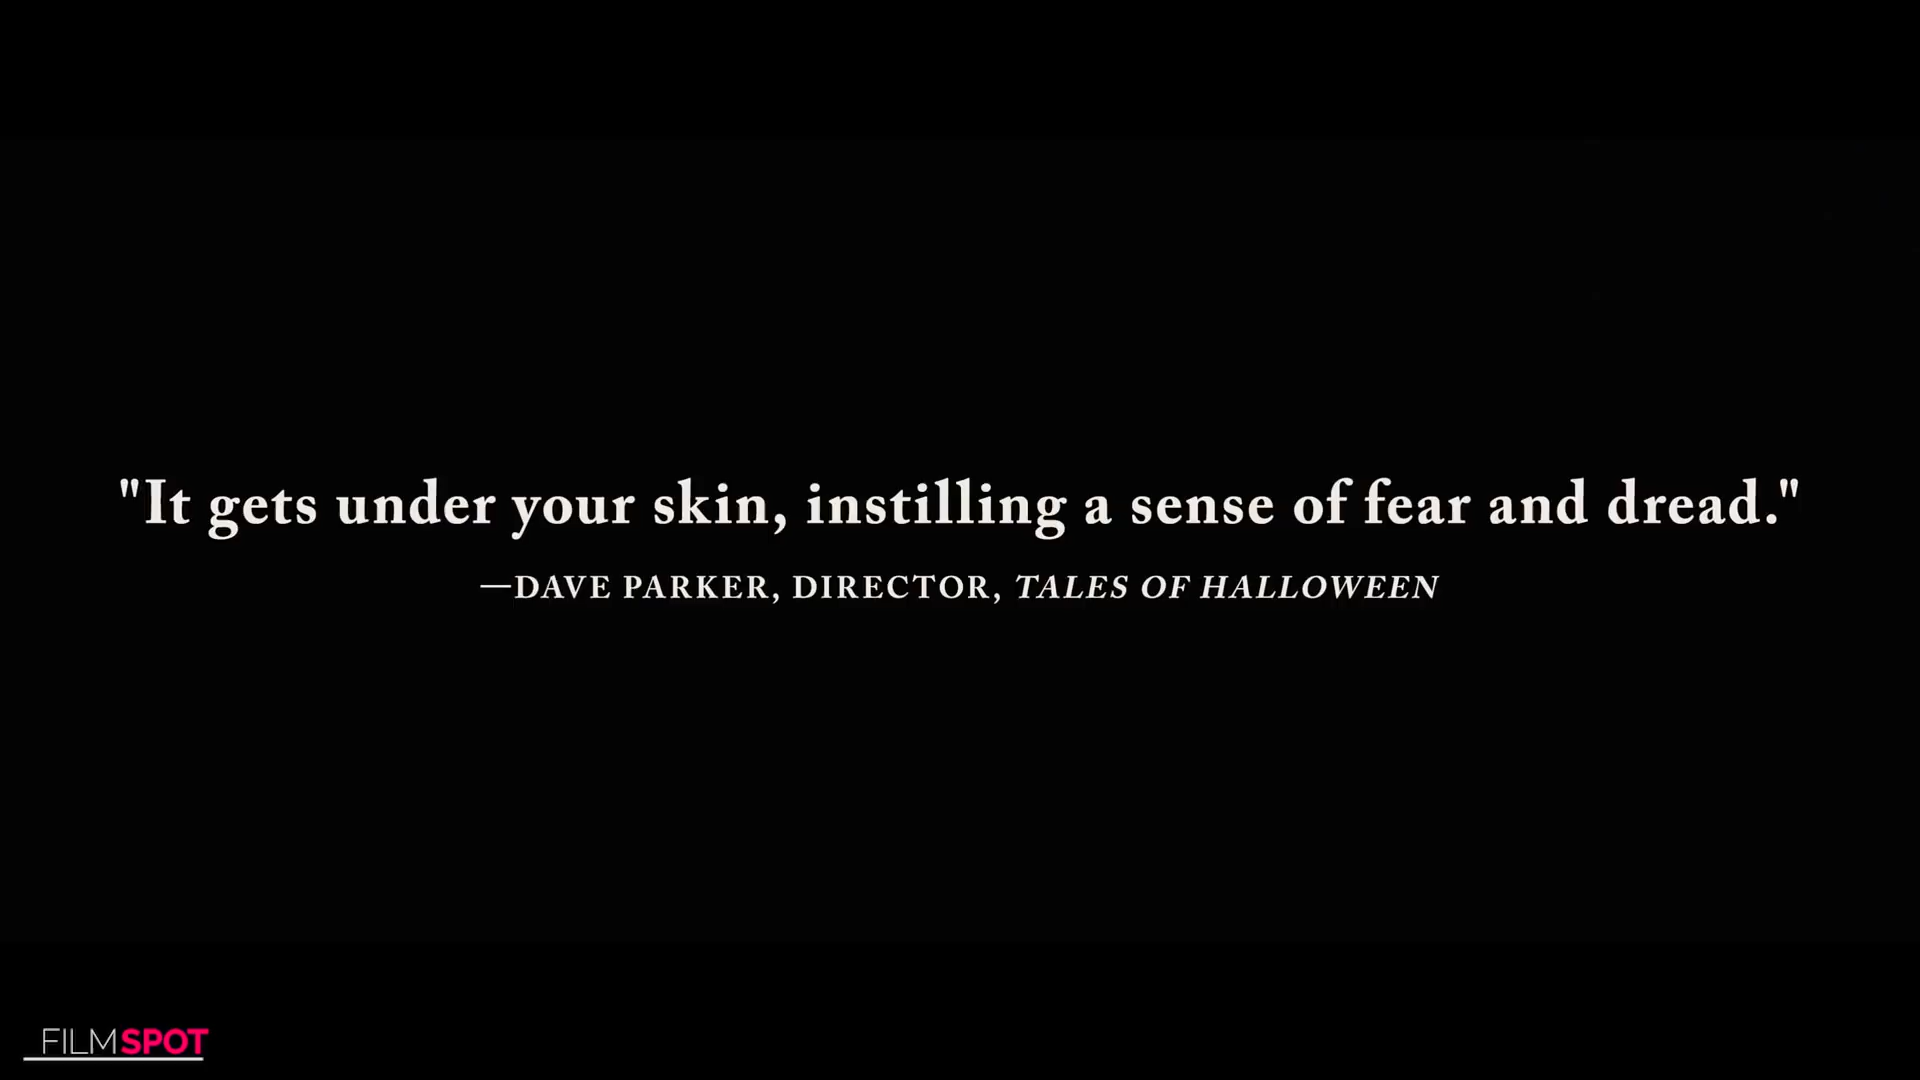 "It gets under your skin, instilling a sense of fear and dread."
—DAVE PARKER, DIRECTOR, TALES OF HALLOWEEN
FILMSPOT